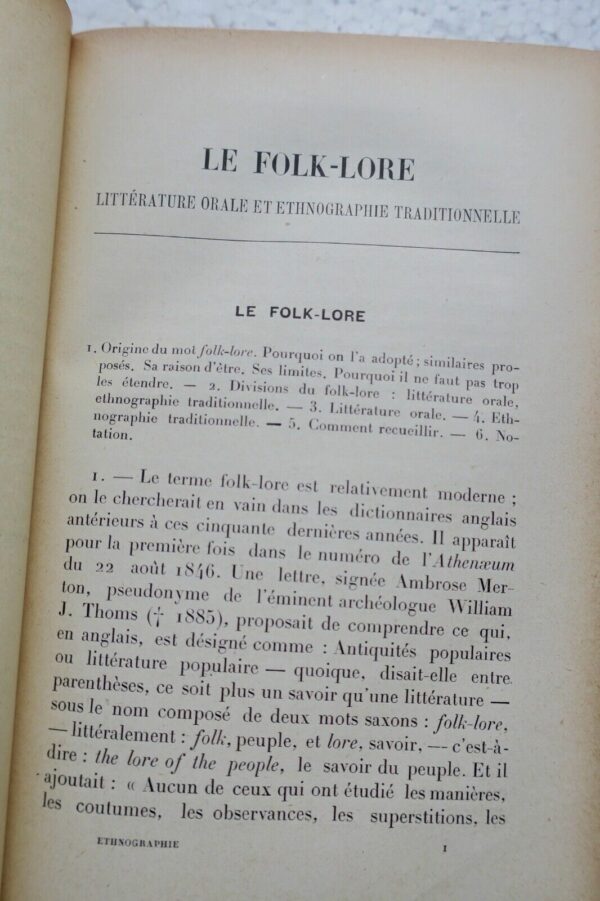 LE FOLK-LORE
LITTÉRATURE ORALE ET ETHNOGRAPHIE TRADITIONNELLE
LE FOLK-LORE
1. Origine du mot folk-lore. Pourquoi on l'a adopté ; similaires pro-
posés. Sa raison d'être. Ses limites. Pourquoi il ne faut pas trop
les étendre. — 2. Divisions du folk-lore : littérature orale,
ethnographie traditionnelle. — 3. Littérature orale. — 4. Eth-
nographie traditionnelle. — 5. Comment recueillir. — 6. No-
tation.
1. — Le terme folk-lore est relativement moderne ;
on le chercherait en vain dans les dictionnaires anglais
antérieurs à ces cinquante dernières années. Il apparaît
pour la première fois dans le numéro de l'Athenæum
du 22 août 1846. Une lettre, signée Ambrose Mer-
ton, pseudonyme de l'éminent archéologue William
J. Thoms († 1885), proposait de comprendre ce qui,
en anglais, est désigné comme : Antiquités populaires
ou littérature populaire — quoique, disait-elle entre
parenthèses, ce soit plus un savoir qu'une littérature —
sous le nom composé de deux mots saxons : folk-lore,
— littéralement : folk, peuple, et lore, savoir, — c'est-à-
dire : the lore of the people, le savoir du peuple. Et il
ajoutait : « Aucun de ceux qui ont étudié les manières,
les coutumes, les observances, les superstitions, les
ETHNOGRAPHIE 1